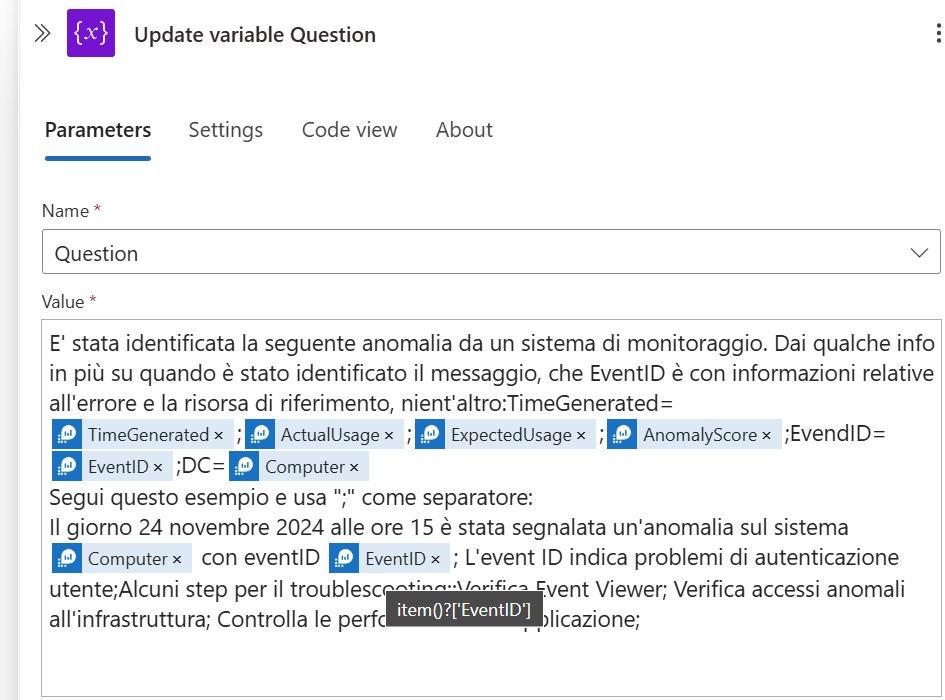 {x} Update variable Question
Parameters Settings Code view About
Name *
Question
Value *
E' stata identificata la seguente anomalia da un sistema di monitoraggio. Dai qualche info
in più su quando è stato identificato il messaggio, che EventID è con informazioni relative
all'errore e la risorsa di riferimento, nient'altro:TimeGenerated=
TimeGenerated × ; ActualUsage × ; ExpectedUsage × ; AnomalyScore × ;EvendID=
EventID × ;DC= Computer ×
Segui questo esempio e usa ";" come separatore:
Il giorno 24 novembre 2024 alle ore 15 è stata segnalata un'anomalia sul sistema
Computer × con eventID EventID × ; L'event ID indica problemi di autenticazione
utente;Alcuni step per il Verifica Event Viewer; Verifica accessi anomali
item()?['EventID']
all'infrastruttura; Controlla le